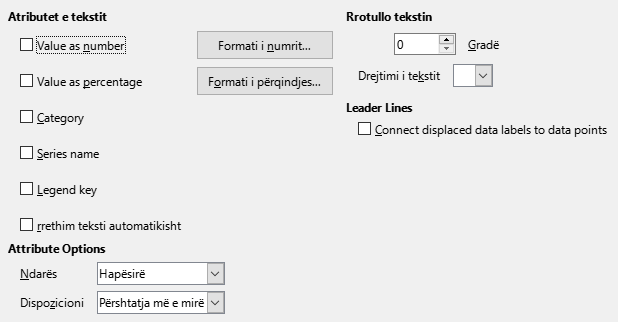 Atributet e tekstit
Value as number
Formati i numrit...
Value as percentage
Formati i përqindjes...
Category
Series name
Legend key
rrethim teksti automatikisht
Attribute Options
Ndarës
Hapësirë
Dispozicioni
Përshtatja më e mirë
Rrotullo tekstin
0
Gradë
Drejtimi i tekstit
Leader Lines
Connect displaced data labels to data points